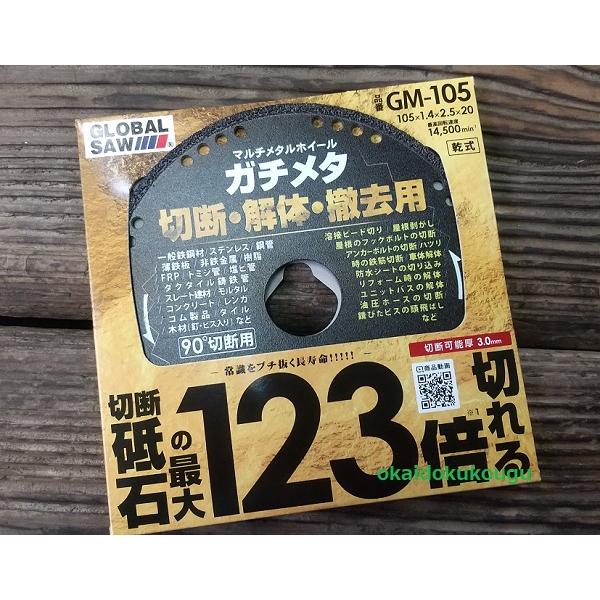 GLOBAL
SAW
品番 GM-105
105×1.4×2.5×20
最高回転速度
14,500min⁻¹
乾式
マルチメタルホイール
ガチメタ
切断・解体・撤去用
一般鉄鋼材/ステンレス/鋼管
薄鉄板/非鉄金属/樹脂
FRP/トミジ管/塩ビ管
ダクタイル鋳鉄管
スレート建材/モルタル
コンクリート/レンガ
ゴム製品/タイル
木材(釘・ビス入り)など
90°切断用
溶接ビード切り/屋根剥がし
屋根のフックボルトの切断
アンカーボルトの切断/ハツリ
時の鉄筋切断/車体解体
防水シートの切り込み
リフォーム時の解体
ユニットバスの解体
油圧ホースの切断
錆びたビスの頭飛ばし
など
切断可能厚 3.0mm
商品動画
常識をブチ抜く長寿命!!!!!
切断砥石の最大123倍切れる
※1
okaidokukougu